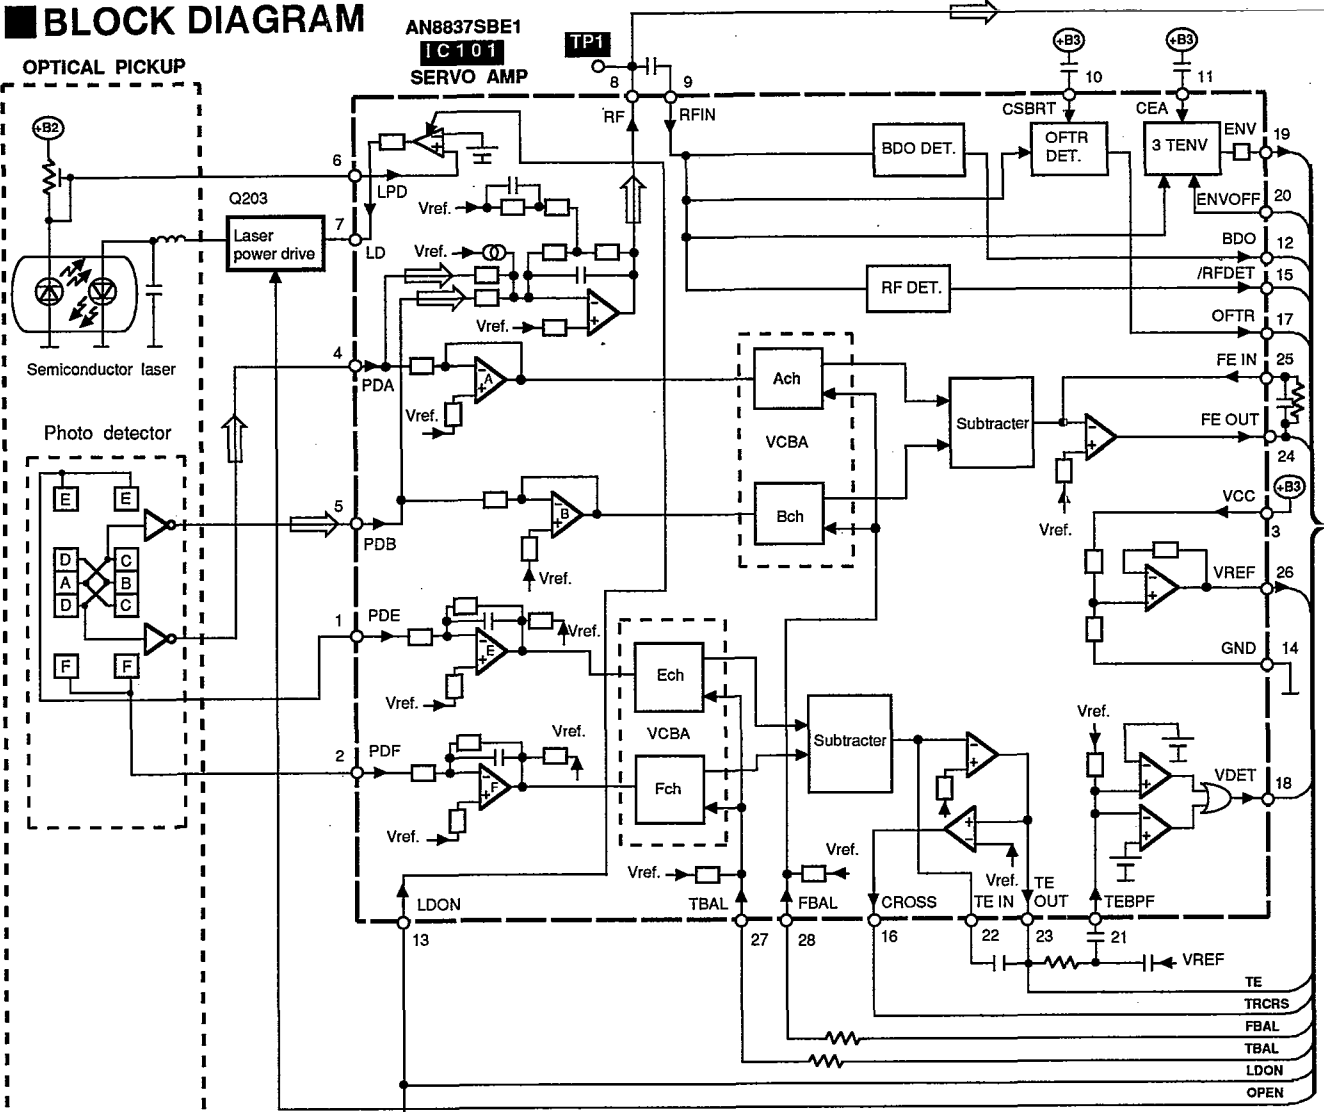 BLOCK DIAGRAM
AN8837SBE1
IC101
SERVO AMP
TP1
+B3
+B3
OPTICAL PICKUP
8
9
10
11
RF
RFIN
CSBRT
CEA
ENV
19
+B2
BDO DET.
OFTR
DET.
3 TENV
6
LPD
ENVOFF
20
Q203
Vref.
7
Laser
power drive
LD
Vref.
BDO
12
/RFDET
15
RF DET.
Vref.
OFTR
17
Semiconductor laser
4
PDA
A
Ach
FE IN
25
Vref.
Subtracter
FE OUT
24
Photo detector
VCBA
E
E
5
PDB
B
Bch
Vref.
VCC
+B3
3
Vref.
D
C
A
B
D
C
VREF
26
1
PDE
Vref.
E
F
F
Ech
GND
14
Vref.
VCBA
Subtracter
Vref.
2
PDF
Vref.
F
Fch
VDET
18
Vref.
Vref.
Vref.
Vref.
LDON
TBAL
FBAL
CROSS
TE IN
TE
OUT
TEBPF
13
27
28
16
22
23
21
VREF
TE
TRCRS
FBAL
TBAL
LDON
OPEN